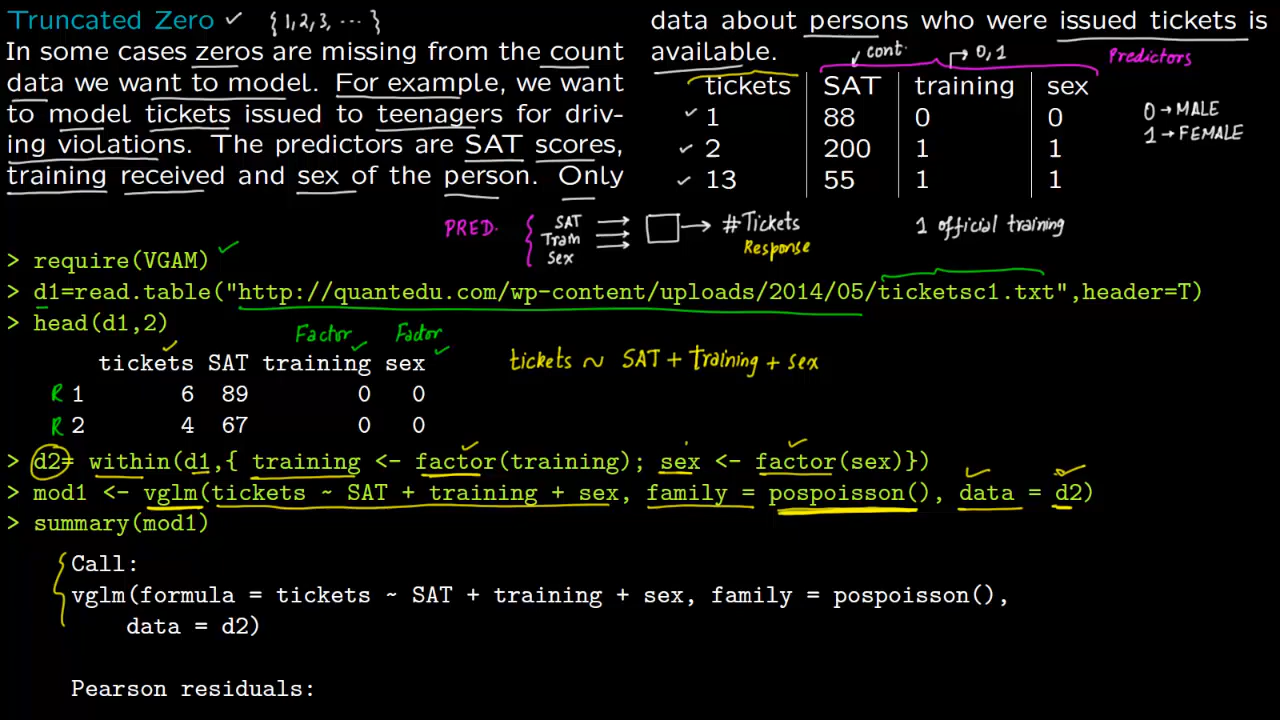 Truncated Zero ✓ {1,2,3, ...}
In some cases zeros are missing from the count
data we want to model. For example, we want
to model tickets issued to teenagers for driv-
ing violations. The predictors are SAT scores,
training received and sex of the person. Only
data about persons who were issued tickets is
available.
cont. 0,1 Predictors
tickets SAT training sex
1 88 0 0
2 200 1 1
13 55 1 1
0→MALE
1→FEMALE
PRED. SAT
Train
Sex
#Tickets
Response
1 official training
> require(VGAM)
> d1=read.table("http://quantedu.com/wp-content/uploads/2014/05/ticketsc1.txt",header=T)
> head(d1,2)
Factor Factor
tickets SAT training sex
R 1 6 89 0 0
R 2 4 67 0 0
tickets ~ SAT + training + sex
> d2= within(d1,{ training <- factor(training); sex <- factor(sex)})
> mod1 <- vglm(tickets ~ SAT + training + sex, family = pospoisson(), data = d2)
> summary(mod1)
Call:
vglm(formula = tickets ~ SAT + training + sex, family = pospoisson(),
data = d2)
Pearson residuals: